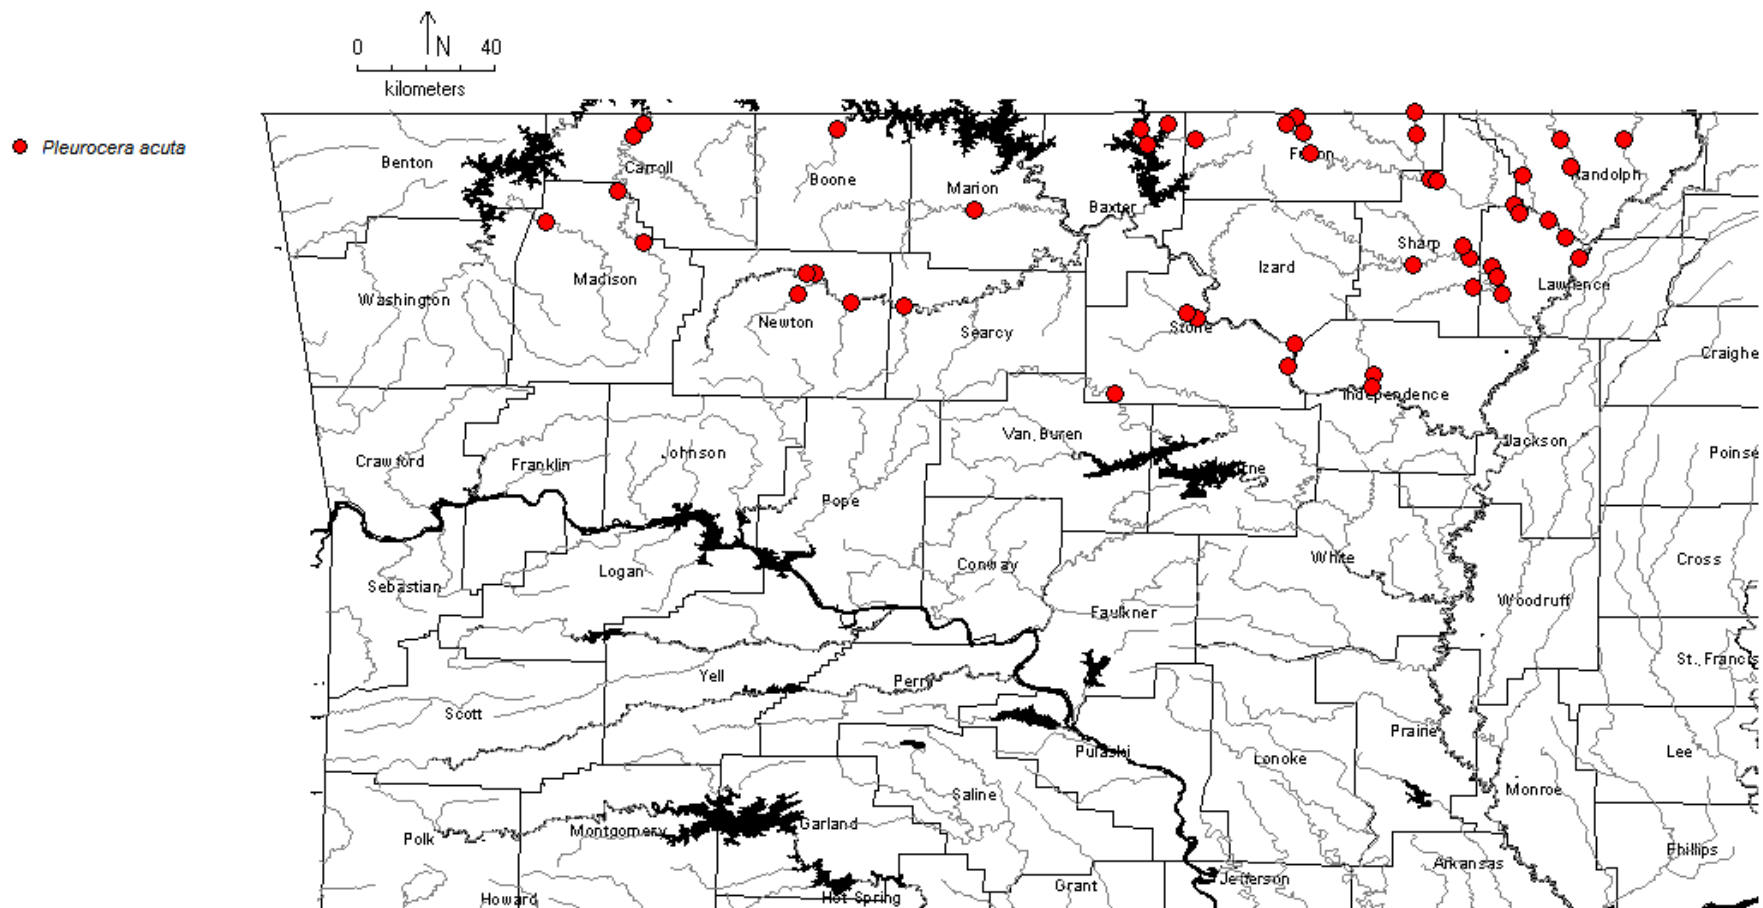 N
0 40
kilometers
Pleurocera acuta
Benton
Carroll
Boone
Marion
Baxter
Fulton
Randolph
Washington
Madison
Newton
Searcy
Stone
Izard
Sharp
Lawrence
Independence
Craighe
Crawford
Franklin
Johnson
Pope
Van Buren
Jackson
Poinse
Sebastian
Logan
Conway
Faulkner
White
Woodruff
Cross
St. Francis
Scott
Yell
Perry
Pulaski
Lonoke
Prairie
Lee
Monroe
Polk
Montgomery
Garland
Saline
Arkansas
Phillips
Howard
Hot Spring
Grant
Jefferson